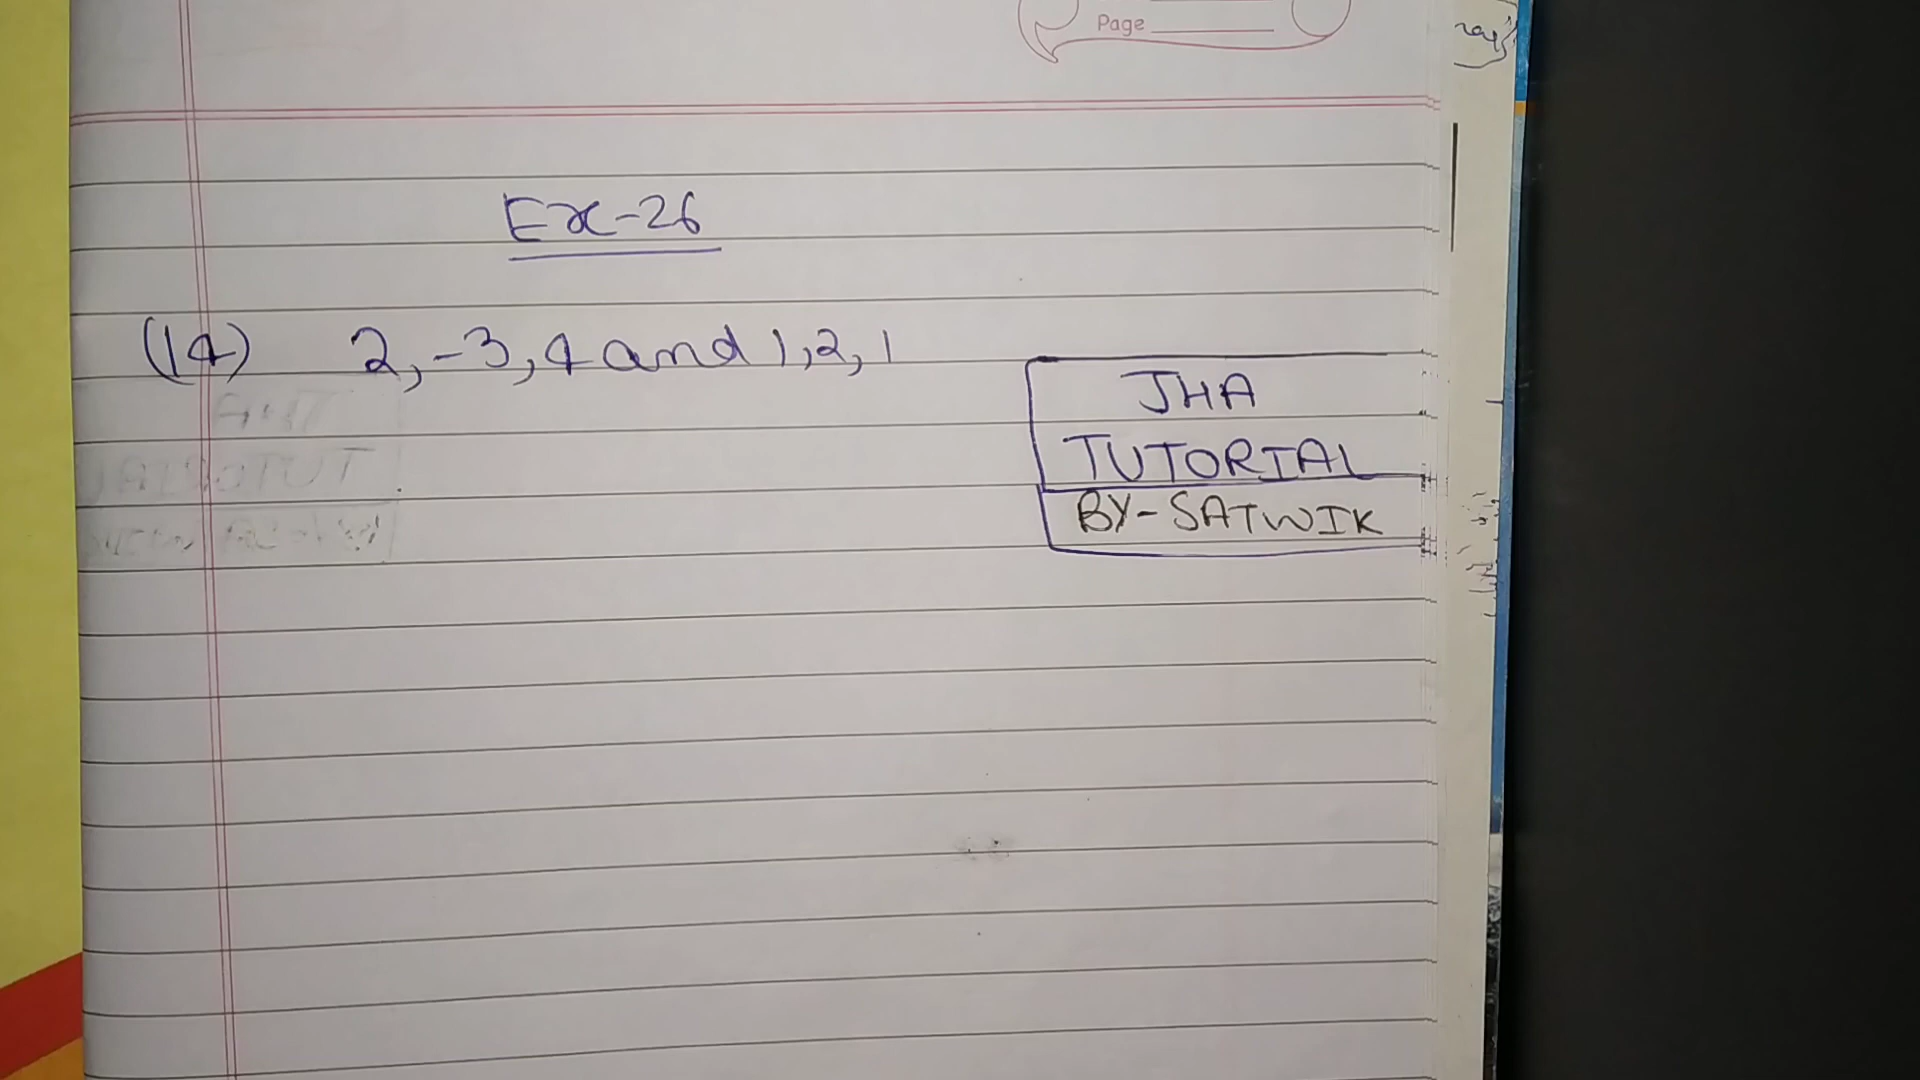 Page
Ex-26
(14) 2, -3, 4 and 1, 2, 1
JHA
TUTORIAL
BY-SATWIK